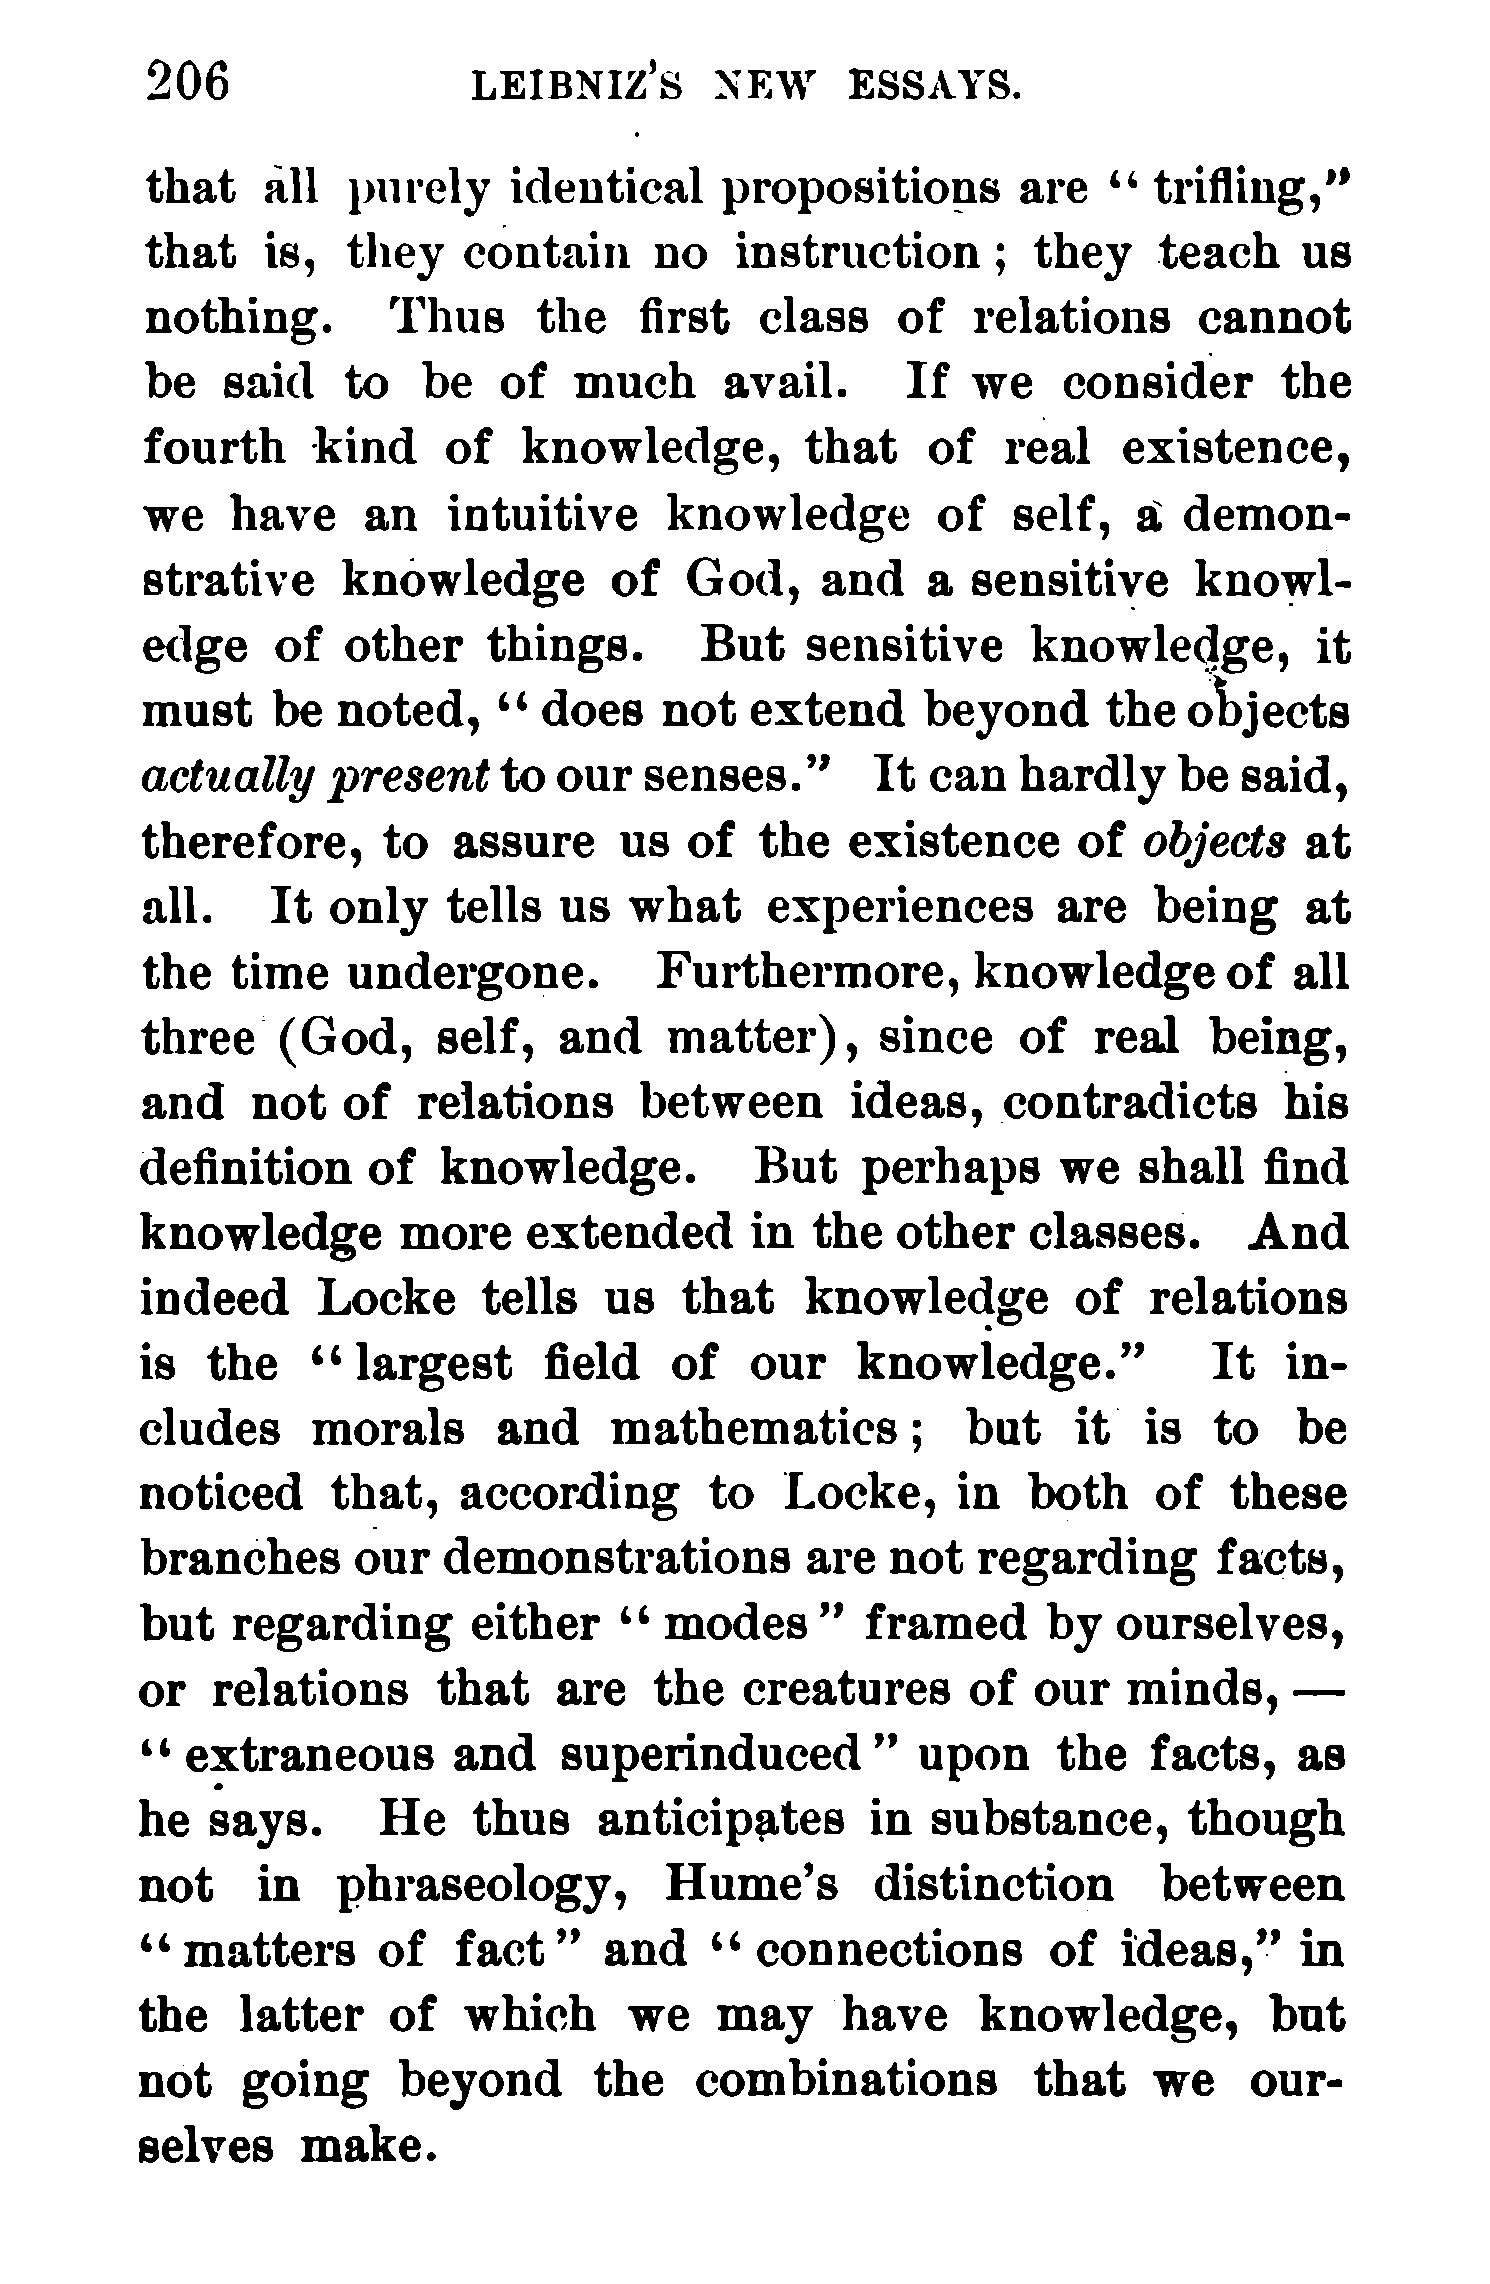 206 LEIBNIZ'S NEW ESSAYS.
that all purely identical propositions are "trifling,"
that is, they contain no instruction; they teach us
nothing. Thus the first class of relations cannot
be said to be of much avail. If we consider the
fourth kind of knowledge, that of real existence,
we have an intuitive knowledge of self, a demon-
strative knowledge of God, and a sensitive knowl-
edge of other things. But sensitive knowledge, it
must be noted, "does not extend beyond the objects
actually present to our senses." It can hardly be said,
therefore, to assure us of the existence of objects at
all. It only tells us what experiences are being at
the time undergone. Furthermore, knowledge of all
three (God, self, and matter), since of real being,
and not of relations between ideas, contradicts his
definition of knowledge. But perhaps we shall find
knowledge more extended in the other classes. And
indeed Locke tells us that knowledge of relations
is the "largest field of our knowledge." It in-
cludes morals and mathematics; but it is to be
noticed that, according to Locke, in both of these
branches our demonstrations are not regarding facts,
but regarding either "modes" framed by ourselves,
or relations that are the creatures of our minds, —
"extraneous and superinduced" upon the facts, as
he says. He thus anticipates in substance, though
not in phraseology, Hume's distinction between
"matters of fact" and "connections of ideas," in
the latter of which we may have knowledge, but
not going beyond the combinations that we our-
selves make.